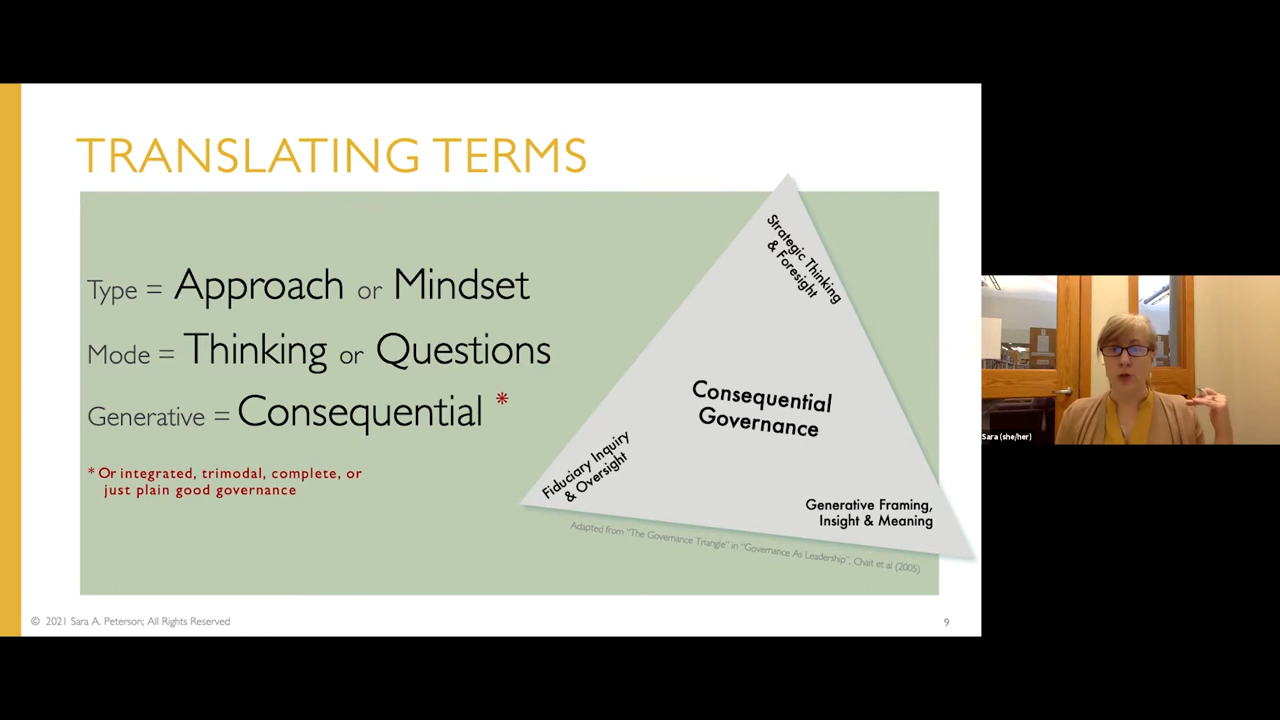 TRANSLATING TERMS
Type = Approach or Mindset
Mode = Thinking or Questions
Generative = Consequential *
* Or integrated, trimodal, complete, or
just plain good governance
Strategic Thinking
& Foresight
Consequential
Governance
Fiduciary Inquiry
& Oversight
Generative Framing,
Insight & Meaning
Adapted from "The Governance Triangle" in "Governance As Leadership", Chait et al (2005)
© 2021 Sara A. Peterson; All Rights Reserved
9
Sara (she/her)